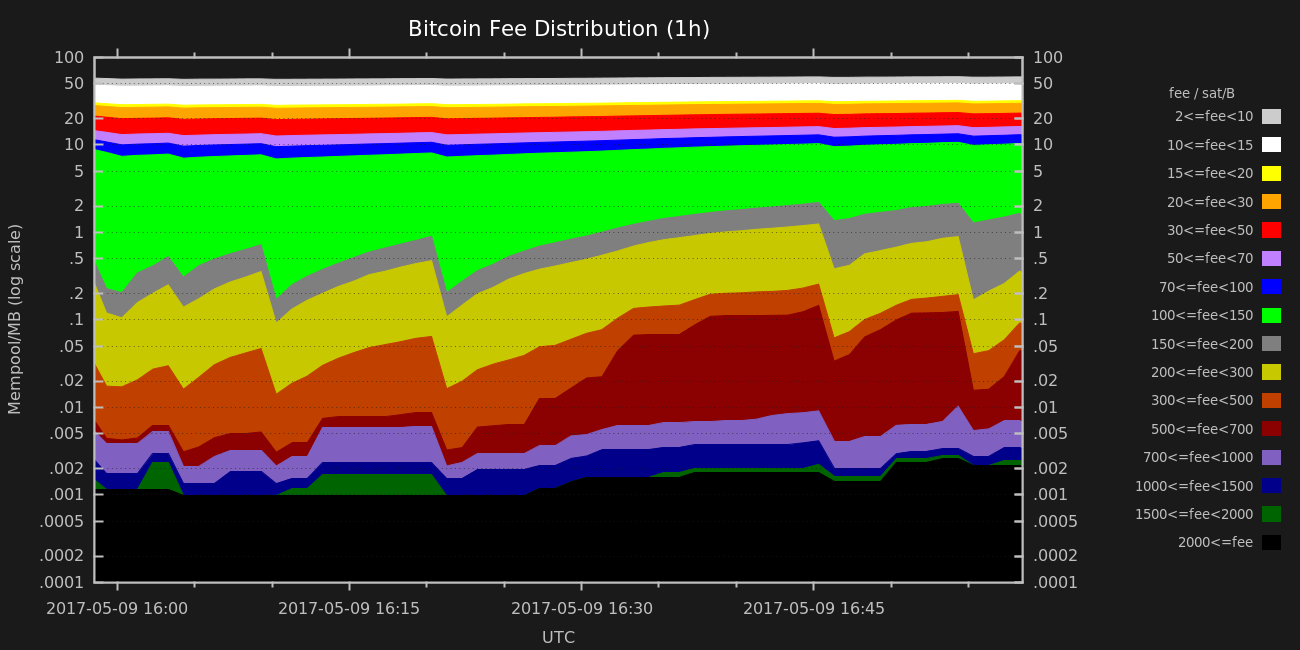 Bitcoin Fee Distribution (1h)
100
50
20
10
5
2
1
.5
.2
.1
.05
.02
.01
.005
.002
.001
.0005
.0002
.0001
Mempool/MB (log scale)
100
50
20
10
5
2
1
.5
.2
.1
.05
.02
.01
.005
.002
.001
.0005
.0002
.0001
2017-05-09 16:00
2017-05-09 16:15
2017-05-09 16:30
2017-05-09 16:45
UTC
fee / sat/B
2<=fee<10
10<=fee<15
15<=fee<20
20<=fee<30
30<=fee<50
50<=fee<70
70<=fee<100
100<=fee<150
150<=fee<200
200<=fee<300
300<=fee<500
500<=fee<700
700<=fee<1000
1000<=fee<1500
1500<=fee<2000
2000<=fee